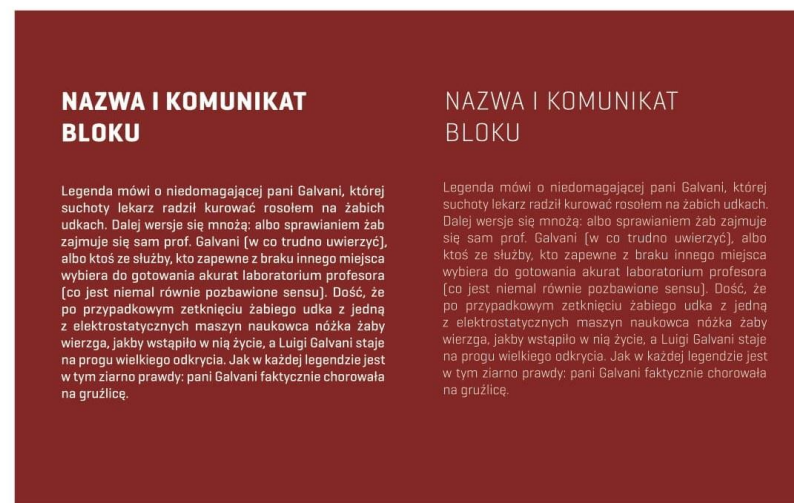 NAZWA I KOMUNIKAT
BLOKU
Legenda mówi o niedomagającej pani Galvani, której
suchoty lekarz radził kurować rosołem na żabich
udkach. Dalej wersje się mnożą: albo sprawianiem żab
zajmuje się sam prof. Galvani (w co trudno uwierzyć),
albo ktoś ze służby, kto zapewne z braku innego miejsca
wybiera do gotowania akurat laboratorium profesora
(co jest niemal równie pozbawione sensu). Dość, że
po przypadkowym zetknięciu żabiego udka z jedną
z elektrostatycznych maszyn naukowca nóżka żaby
wierzga, jakby wstąpiło w nią życie, a Luigi Galvani staje
na progu wielkiego odkrycia. Jak w każdej legendzie jest
w tym ziarno prawdy: pani Galvani faktycznie chorowała
na gruźlicę.
NAZWA I KOMUNIKAT
BLOKU
Legenda mówi o niedomagającej pani Galvani, której
suchoty lekarz radził kurować rosołem na żabich udkach.
Dalej wersje się mnożą: albo sprawianiem żab zajmuje
się sam prof. Galvani (w co trudno uwierzyć), albo
ktoś ze służby, kto zapewne z braku innego miejsca
wybiera do gotowania akurat laboratorium profesora
(co jest niemal równie pozbawione sensu). Dość, że
po przypadkowym zetknięciu żabiego udka z jedną
z elektrostatycznych maszyn naukowca nóżka żaby
wierzga, jakby wstąpiło w nią życie, a Luigi Galvani staje
na progu wielkiego odkrycia. Jak w każdej legendzie jest
w tym ziarno prawdy: pani Galvani faktycznie chorowała
na gruźlicę.